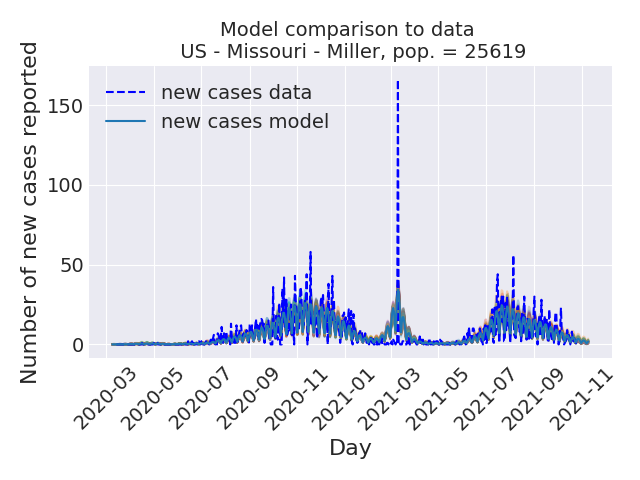 Model comparison to data
US - Missouri - Miller, pop. = 25619
Number of new cases reported
150
100
50
0
new cases data
new cases model
2020-03
2020-05
2020-07
2020-09
2020-11
2021-01
2021-03
2021-05
2021-07
2021-09
2021-11
Day